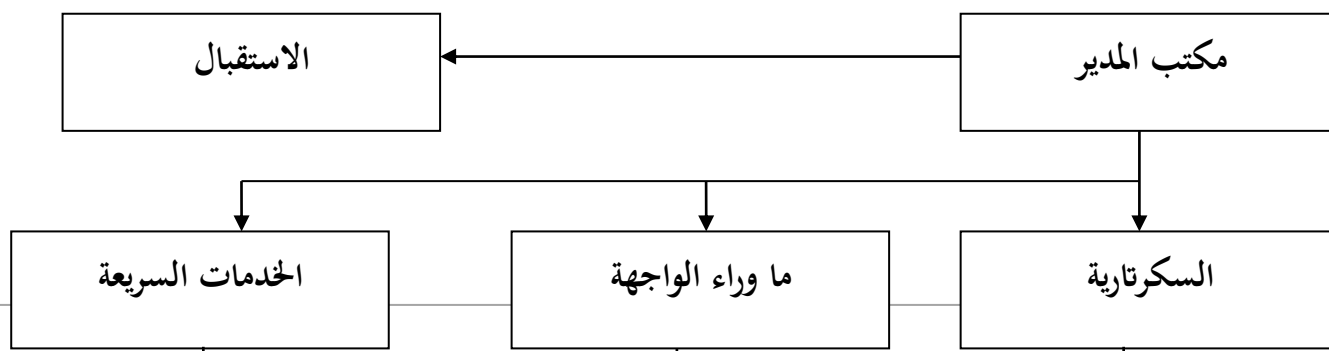 مكتب المدير
الاستقبال
السكرتارية
ما وراء الواجهة
الخدمات السريعة